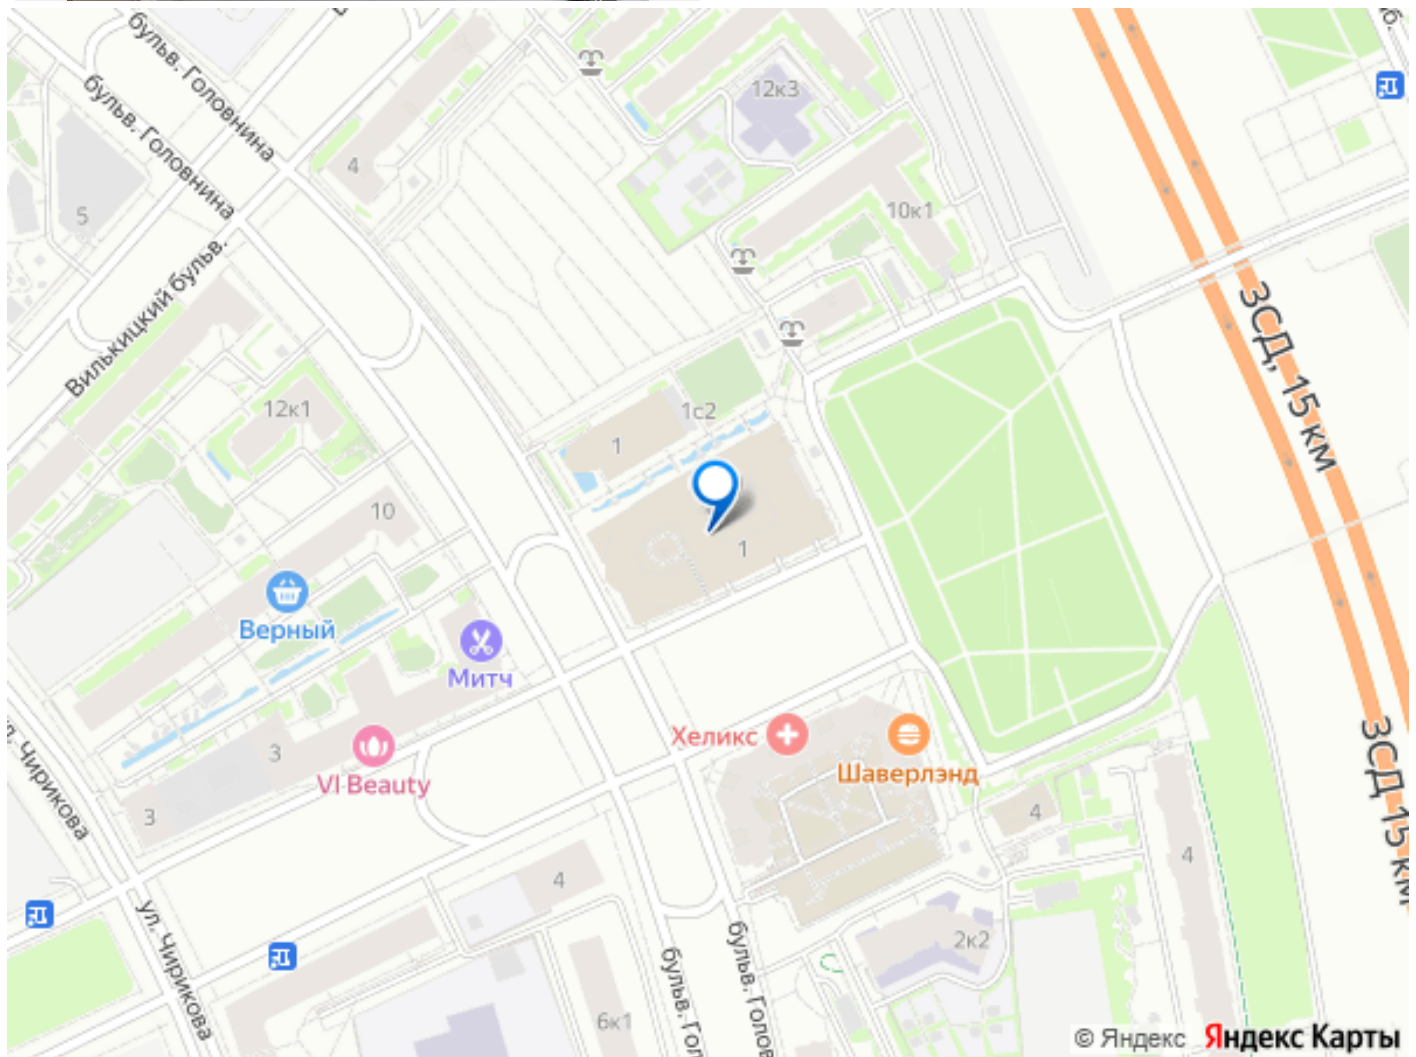 бульв. Головнина
бульв. Головнина
12к3
4
5
10к1
Вилькицкий бульв.
ЗСД, 15 км
12к1
1с2
1
10
1
Верный
Митч
Хеликс
Шаверлэнд
3
VI Beauty
3
ЗСД 15 км
4
4
4
ул. Чирикова
2к2
бульв. Гол
бульв. Голов
6к1
© Яндекс Яндекс Карты